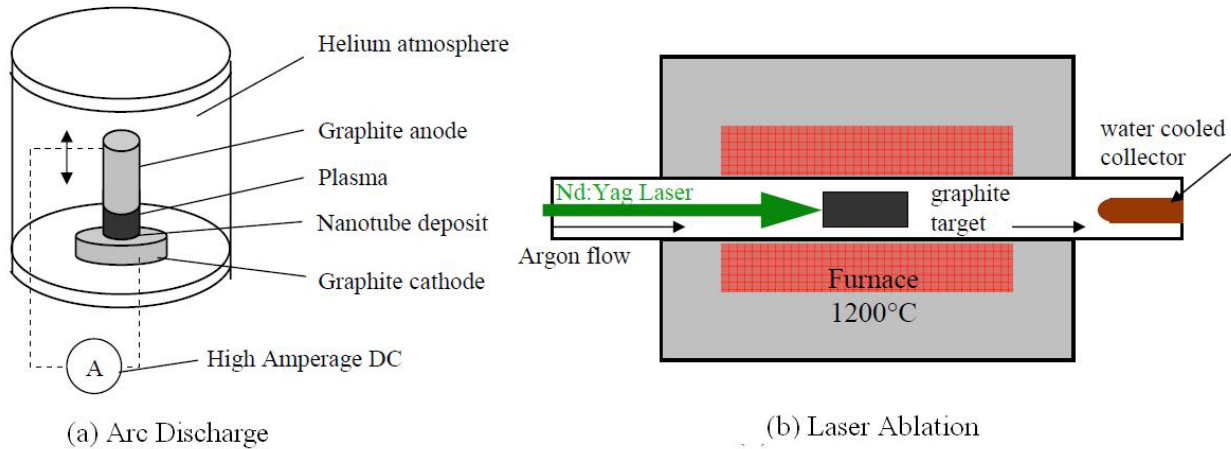 Helium atmosphere
Graphite anode
Plasma
Nanotube deposit
Graphite cathode
A
High Amperage DC
(a) Arc Discharge
water cooled
collector
Nd:Yag Laser
graphite
target
Argon flow
Furnace
1200°C
(b) Laser Ablation